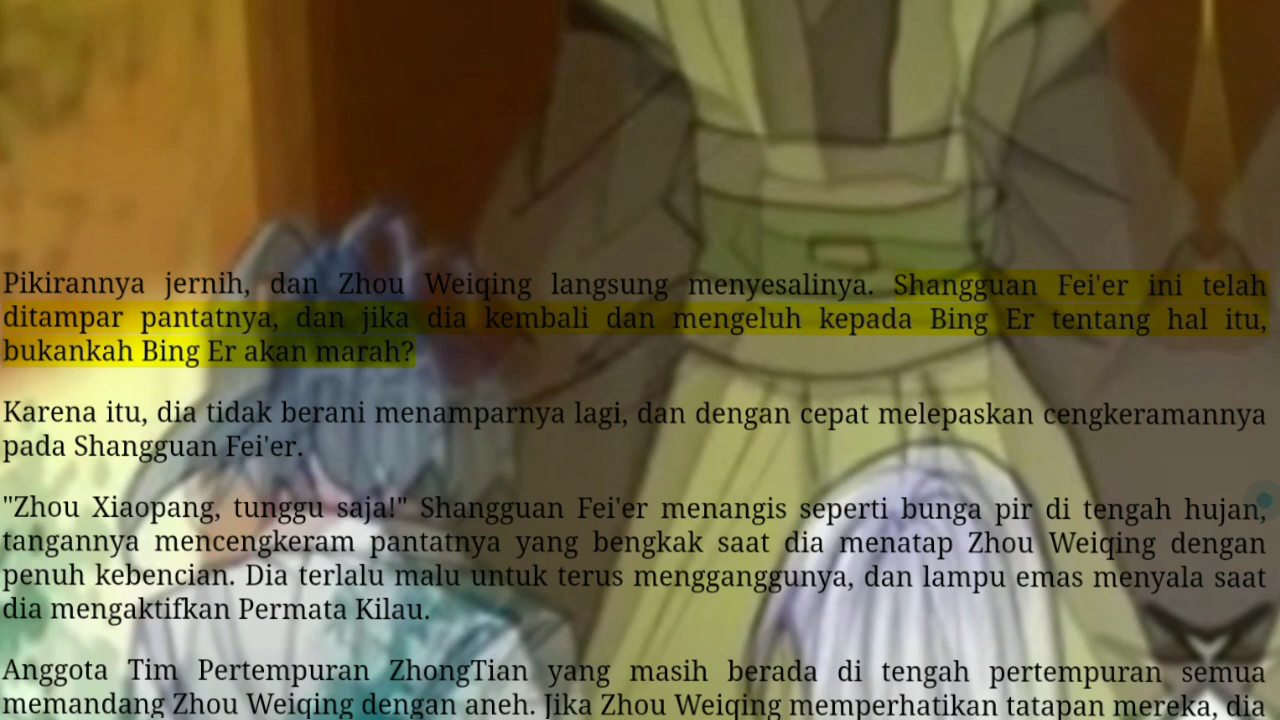 Pikirannya jernih, dan Zhou Weiqing langsung menyesalinya. Shangguan Fei'er ini telah
ditampar pantatnya, dan jika dia kembali dan mengeluh kepada Bing Er tentang hal itu,
bukankah Bing Er akan marah?
Karena itu, dia tidak berani menamparnya lagi, dan dengan cepat melepaskan cengkeramannya
pada Shangguan Fei'er.
"Zhou Xiaopang, tunggu saja!" Shangguan Fei'er menangis seperti bunga pir di tengah hujan,
tangannya mencengkeram pantatnya yang bengkak saat dia menatap Zhou Weiqing dengan
penuh kebencian. Dia terlalu malu untuk terus mengganggunya, dan lampu emas menyala saat
dia mengaktifkan Permata Kilau.
Anggota Tim Pertempuran ZhongTian yang masih berada di tengah pertempuran semua
memandang Zhou Weiqing dengan aneh. Jika Zhou Weiqing memperhatikan tatapan mereka, dia